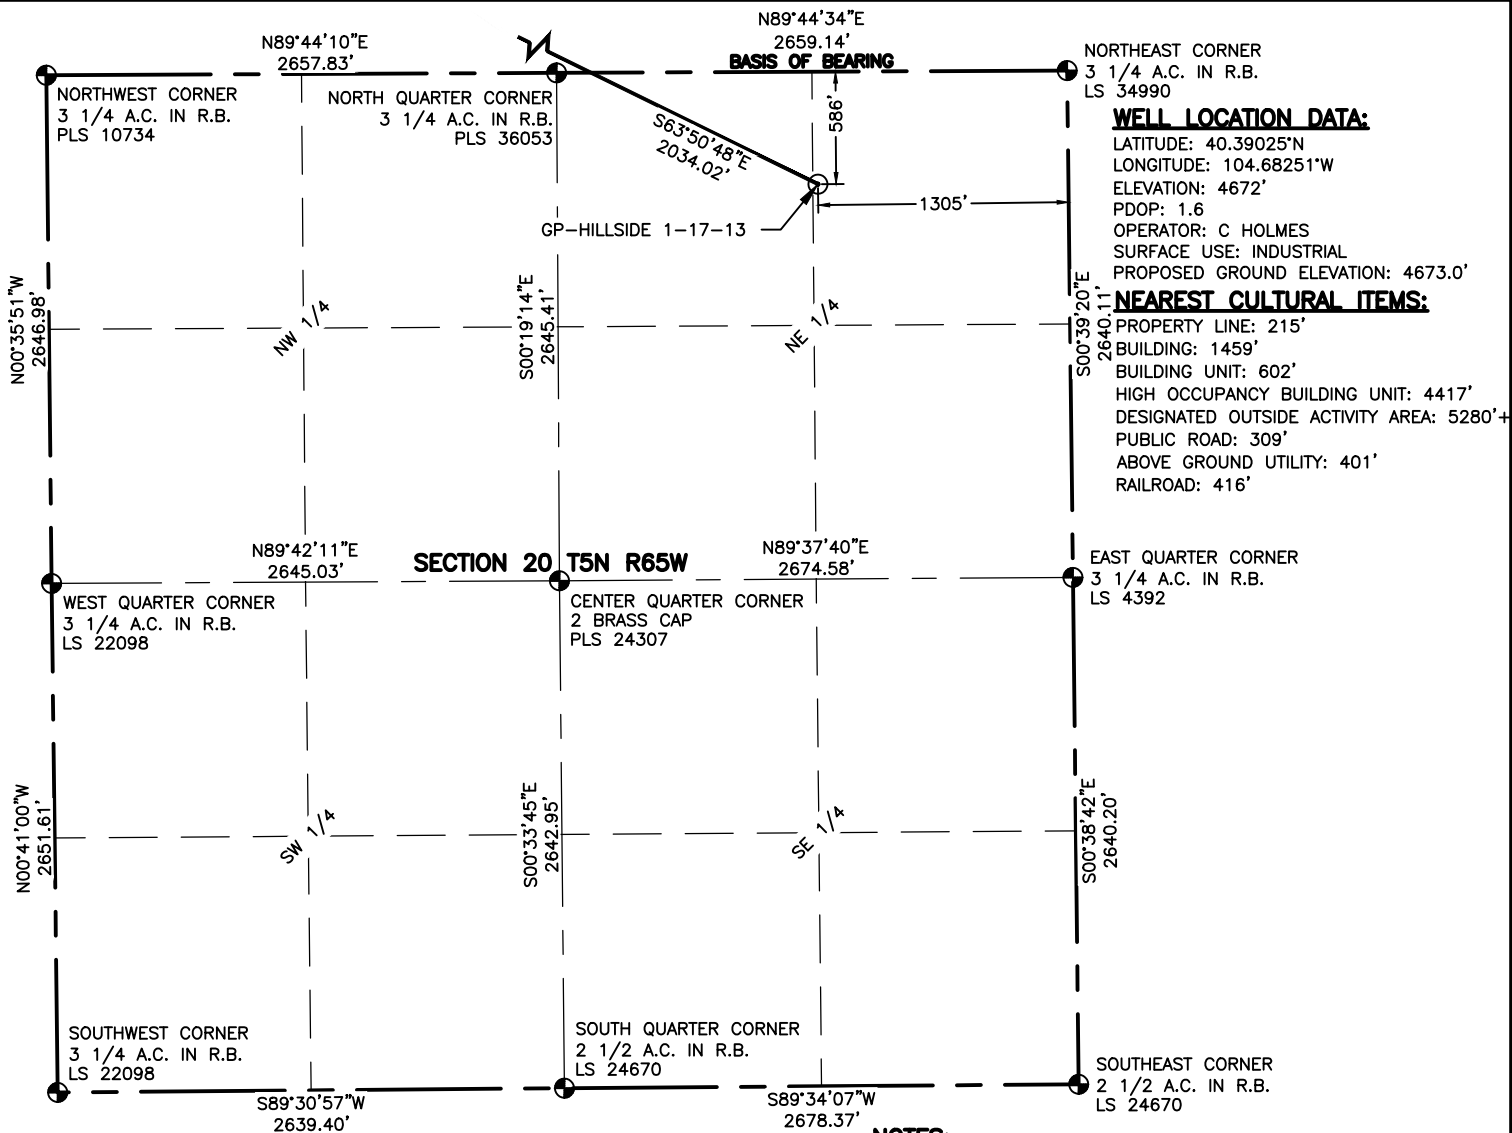 N89°44'10"E
2657.83'
N89°44'34"E
2659.14'
BASIS OF BEARING
NORTHWEST CORNER
3 1/4 A.C. IN R.B.
PLS 10734
NORTH QUARTER CORNER
3 1/4 A.C. IN R.B.
PLS 36053
NORTHEAST CORNER
3 1/4 A.C. IN R.B.
LS 34990
S63°50'48"E
2034.02'
586'
1305'
GP-HILLSIDE 1-17-13
WELL LOCATION DATA:
LATITUDE: 40.39025°N
LONGITUDE: 104.68251°W
ELEVATION: 4672'
PDOP: 1.6
OPERATOR: C HOLMES
SURFACE USE: INDUSTRIAL
PROPOSED GROUND ELEVATION: 4673.0'
NEAREST CULTURAL ITEMS:
PROPERTY LINE: 215'
BUILDING: 1459'
BUILDING UNIT: 602'
HIGH OCCUPANCY BUILDING UNIT: 4417'
DESIGNATED OUTSIDE ACTIVITY AREA: 5280'+
PUBLIC ROAD: 309'
ABOVE GROUND UTILITY: 401'
RAILROAD: 416'
N00°35'51"W
2646.98'
NW 1/4
S00°19'14"E
2645.41'
NE 1/4
S00°39'20"E
2640.11'
N89°42'11"E
2645.03'
SECTION 20 T5N R65W
N89°37'40"E
2674.58'
WEST QUARTER CORNER
3 1/4 A.C. IN R.B.
LS 22098
CENTER QUARTER CORNER
2 BRASS CAP
PLS 24307
EAST QUARTER CORNER
3 1/4 A.C. IN R.B.
LS 4392
N00°41'00"W
2651.61'
SW 1/4
S00°33'45"E
2642.95'
SE 1/4
S00°38'42"E
2640.20'
SOUTHWEST CORNER
3 1/4 A.C. IN R.B.
LS 22098
SOUTH QUARTER CORNER
2 1/2 A.C. IN R.B.
LS 24670
SOUTHEAST CORNER
2 1/2 A.C. IN R.B.
LS 24670
S89°30'57"W
2639.40'
S89°34'07"W
2678.37'
NOTES: